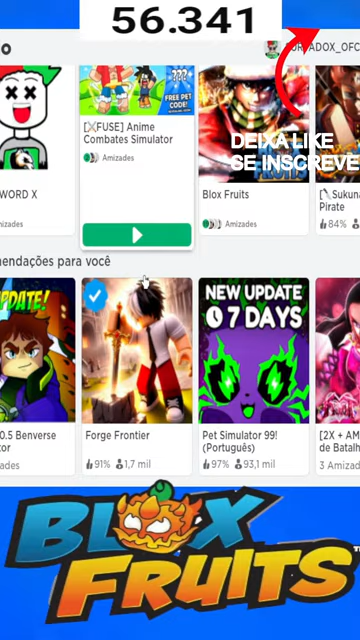 56.341
DEIXA LIKE
SE INSCREVE
WORD X
FREE PET
CODE!
[⚔FUSE] Anime
Combates Simulator
Amizades
Blox Fruits
Amizades
Pirate
84%
mendações para você
UPDATE!
NEW UPDATE
7 DAYS
0.5 Benverse
Forge Frontier
91% 1,7 mil
Pet Simulator 99!
(Português)
97% 93,1 mil
[2X + AM
de Batalh
3 Amizad
BLOX
FRUITS